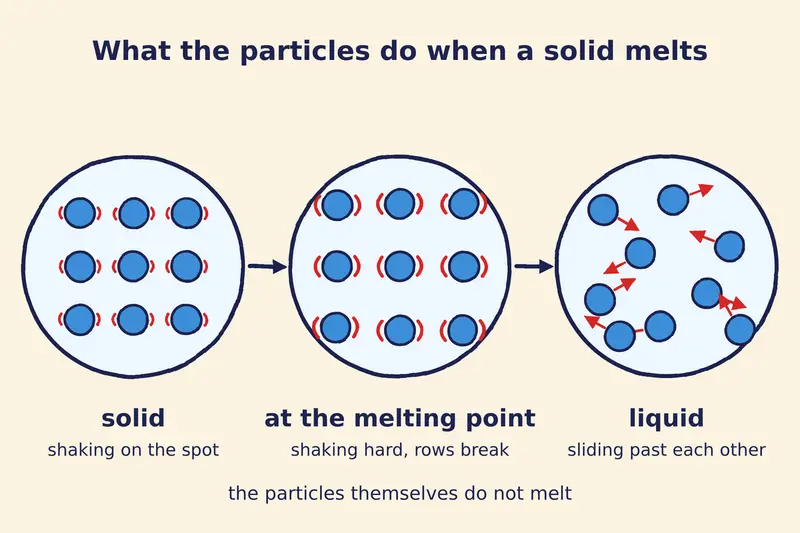 What the particles do when a solid melts
solid
shaking on the spot
at the melting point
shaking hard, rows break
liquid
sliding past each other
the particles themselves do not melt